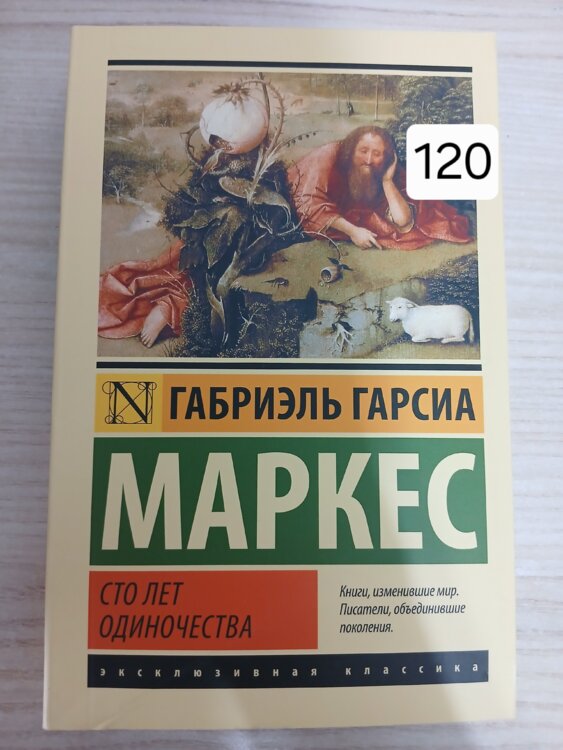 120
N
ГАБРИЭЛЬ ГАРСИА
МАРКЕС
СТО ЛЕТ
ОДИНОЧЕСТВА
Книги, изменившие мир.
Писатели, объединившие
поколения.
эксклюзивная классика